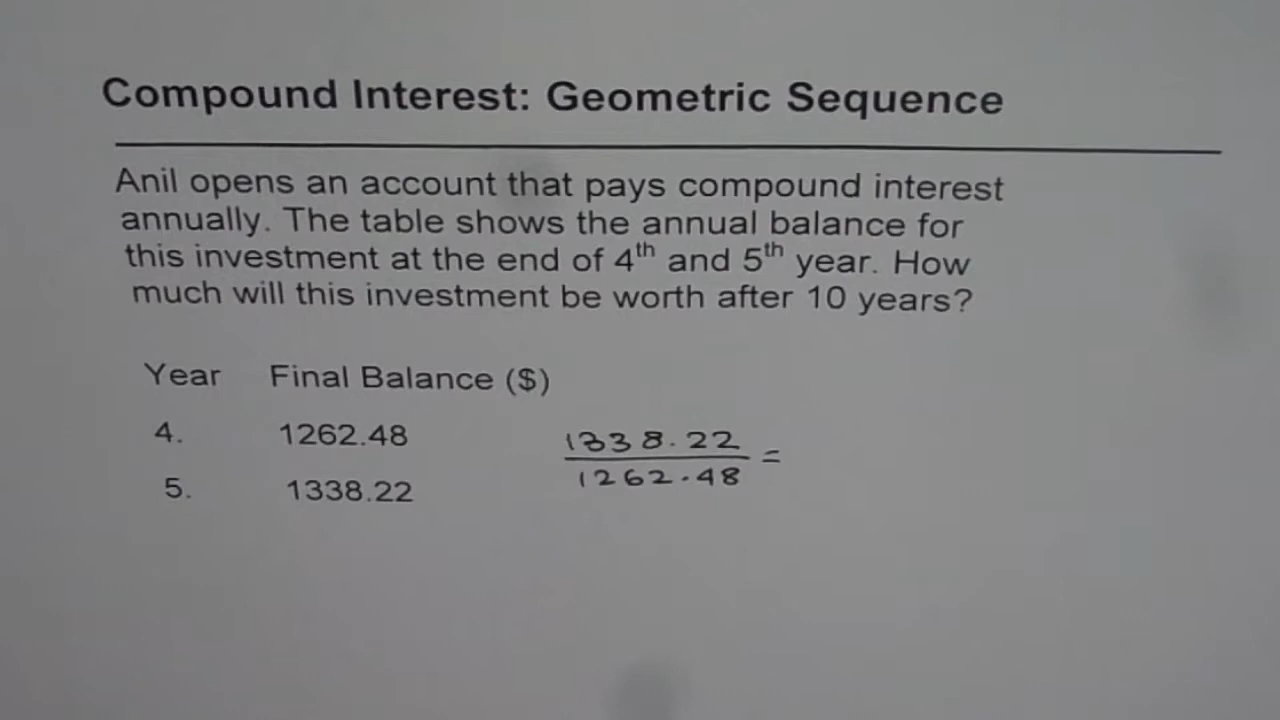 Compound Interest: Geometric Sequence
Anil opens an account that pays compound interest
annually. The table shows the annual balance for
this investment at the end of 4th and 5th year. How
much will this investment be worth after 10 years?
Year Final Balance ($)
4. 1262.48
5. 1338.22
1338.22
1262.48 =